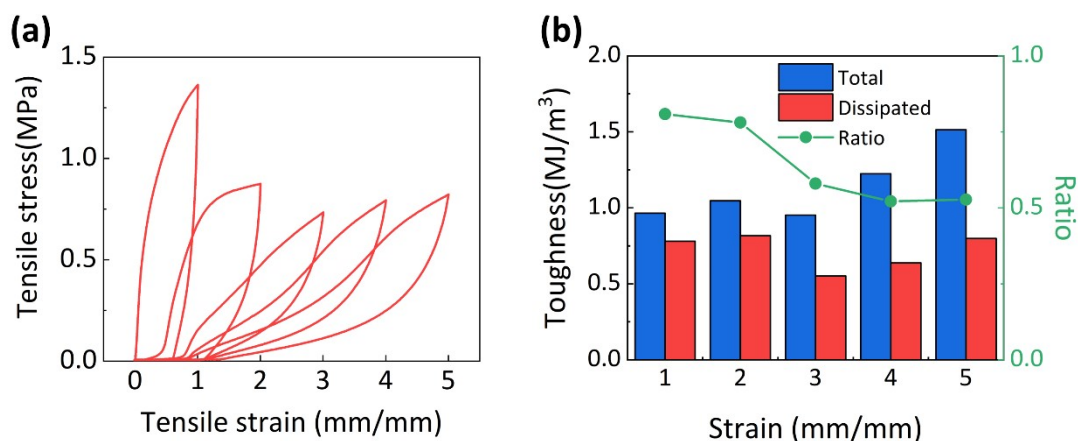 (a)
Tensile stress(MPa)
1.5
1.0
0.5
0.0
0 1 2 3 4 5
Tensile strain (mm/mm)
(b)
Toughness(MJ/m³)
2.0
1.5
1.0
0.5
0.0
Total
Dissipated
Ratio
1.0
0.5
0.0
Ratio
1 2 3 4 5
Strain (mm/mm)